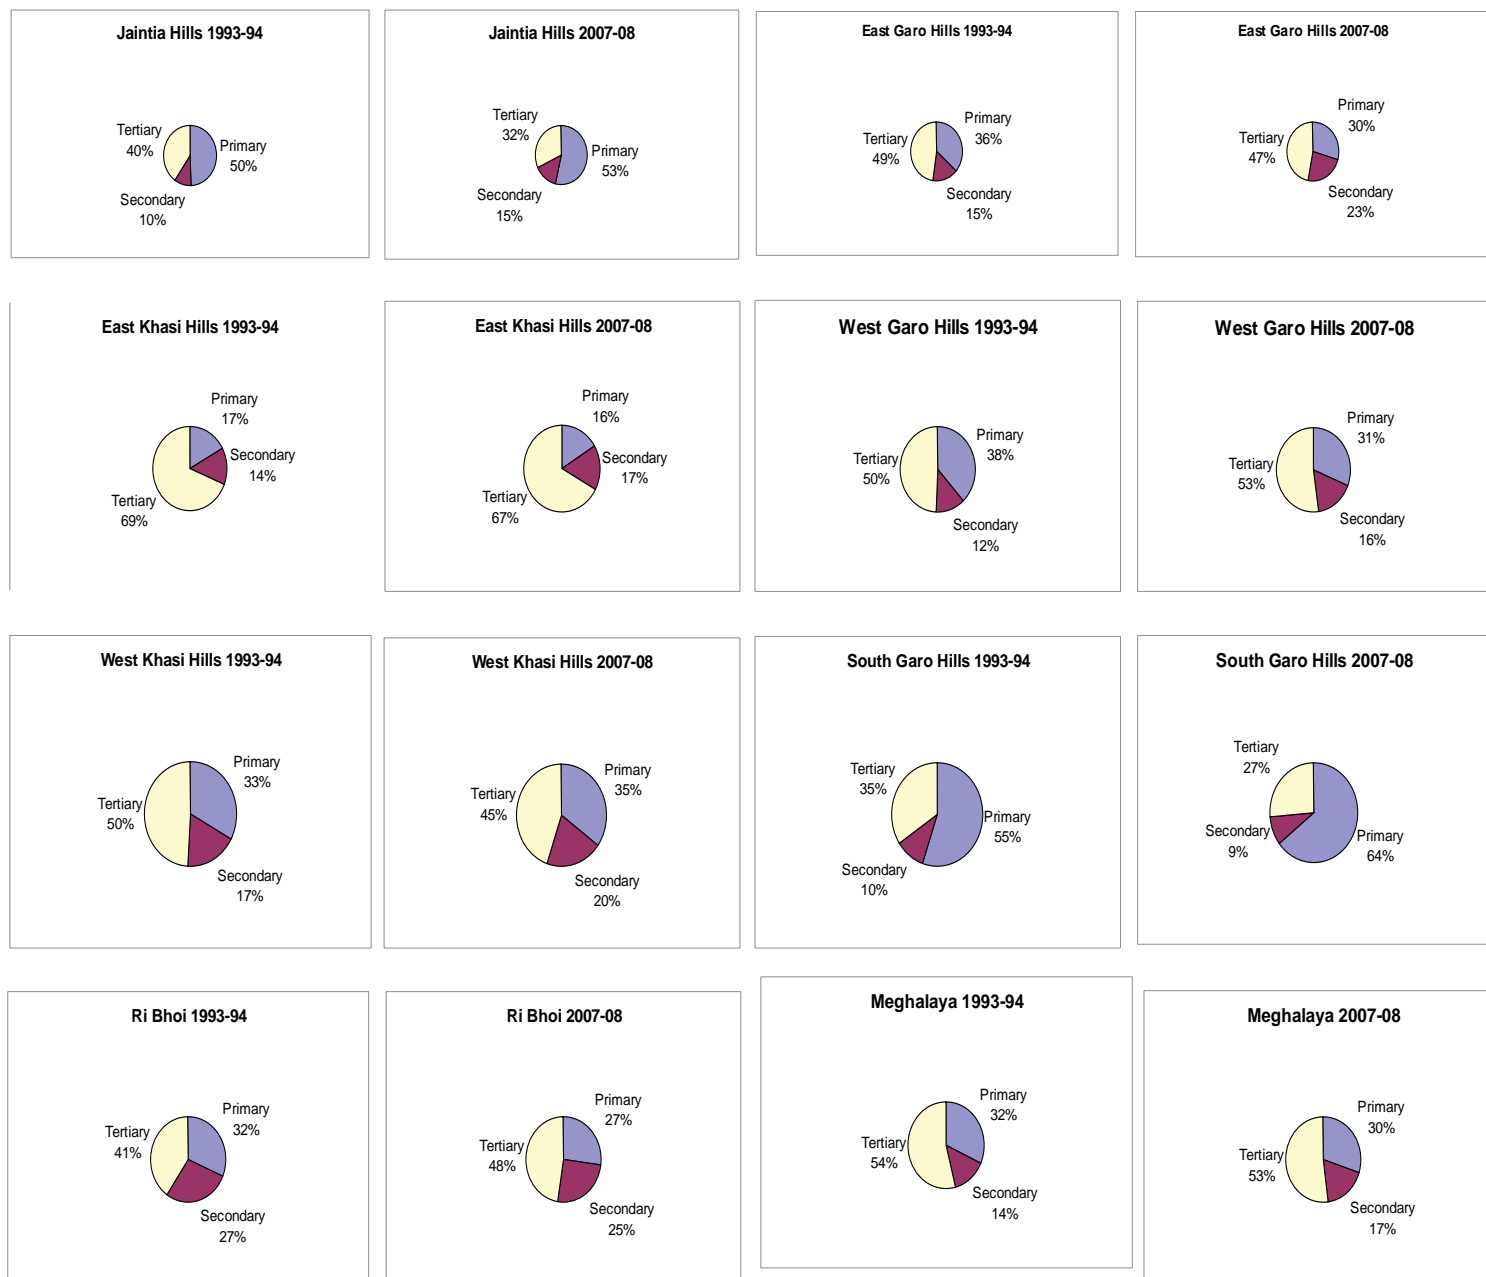 Jaintia Hills 1993-94
Tertiary
40%
Primary
50%
Secondary
10%
Jaintia Hills 2007-08
Tertiary
32%
Primary
53%
Secondary
15%
East Garo Hills 1993-94
Primary
36%
Tertiary
49%
Secondary
15%
East Garo Hills 2007-08
Primary
30%
Tertiary
47%
Secondary
23%
East Khasi Hills 1993-94
Primary
17%
Secondary
14%
Tertiary
69%
East Khasi Hills 2007-08
Primary
16%
Secondary
17%
Tertiary
67%
West Garo Hills 1993-94
Primary
38%
Tertiary
50%
Secondary
12%
West Garo Hills 2007-08
Primary
31%
Tertiary
53%
Secondary
16%
West Khasi Hills 1993-94
Primary
33%
Tertiary
50%
Secondary
17%
West Khasi Hills 2007-08
Primary
35%
Tertiary
45%
Secondary
20%
South Garo Hills 1993-94
Tertiary
35%
Primary
55%
Secondary
10%
South Garo Hills 2007-08
Tertiary
27%
Secondary
9%
Primary
64%
Ri Bhoi 1993-94
Primary
32%
Tertiary
41%
Secondary
27%
Ri Bhoi 2007-08
Primary
27%
Tertiary
48%
Secondary
25%
Meghalaya 1993-94
Primary
32%
Tertiary
54%
Secondary
14%
Meghalaya 2007-08
Primary
30%
Tertiary
53%
Secondary
17%